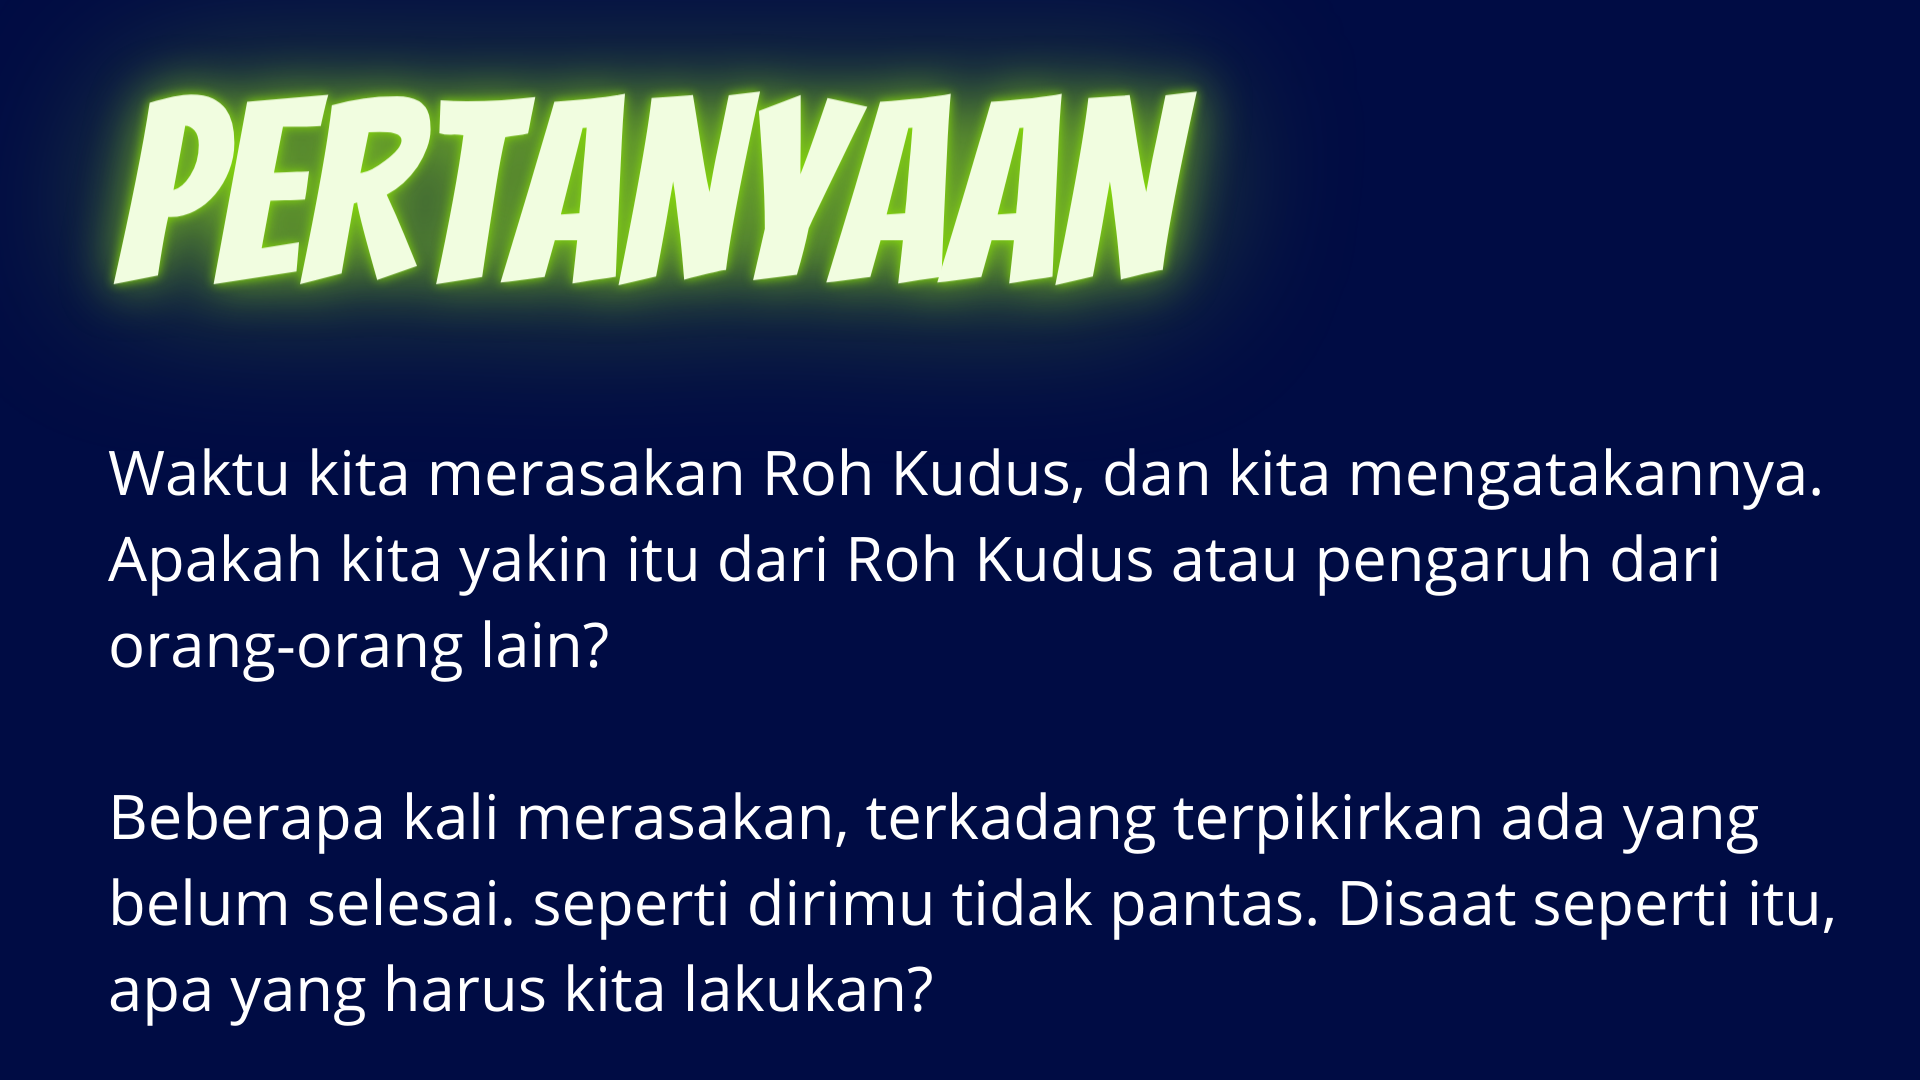 PERTANYAAN
Waktu kita merasakan Roh Kudus, dan kita mengatakannya.
Apakah kita yakin itu dari Roh Kudus atau pengaruh dari
orang-orang lain?
Beberapa kali merasakan, terkadang terpikirkan ada yang
belum selesai. seperti dirimu tidak pantas. Disaat seperti itu,
apa yang harus kita lakukan?